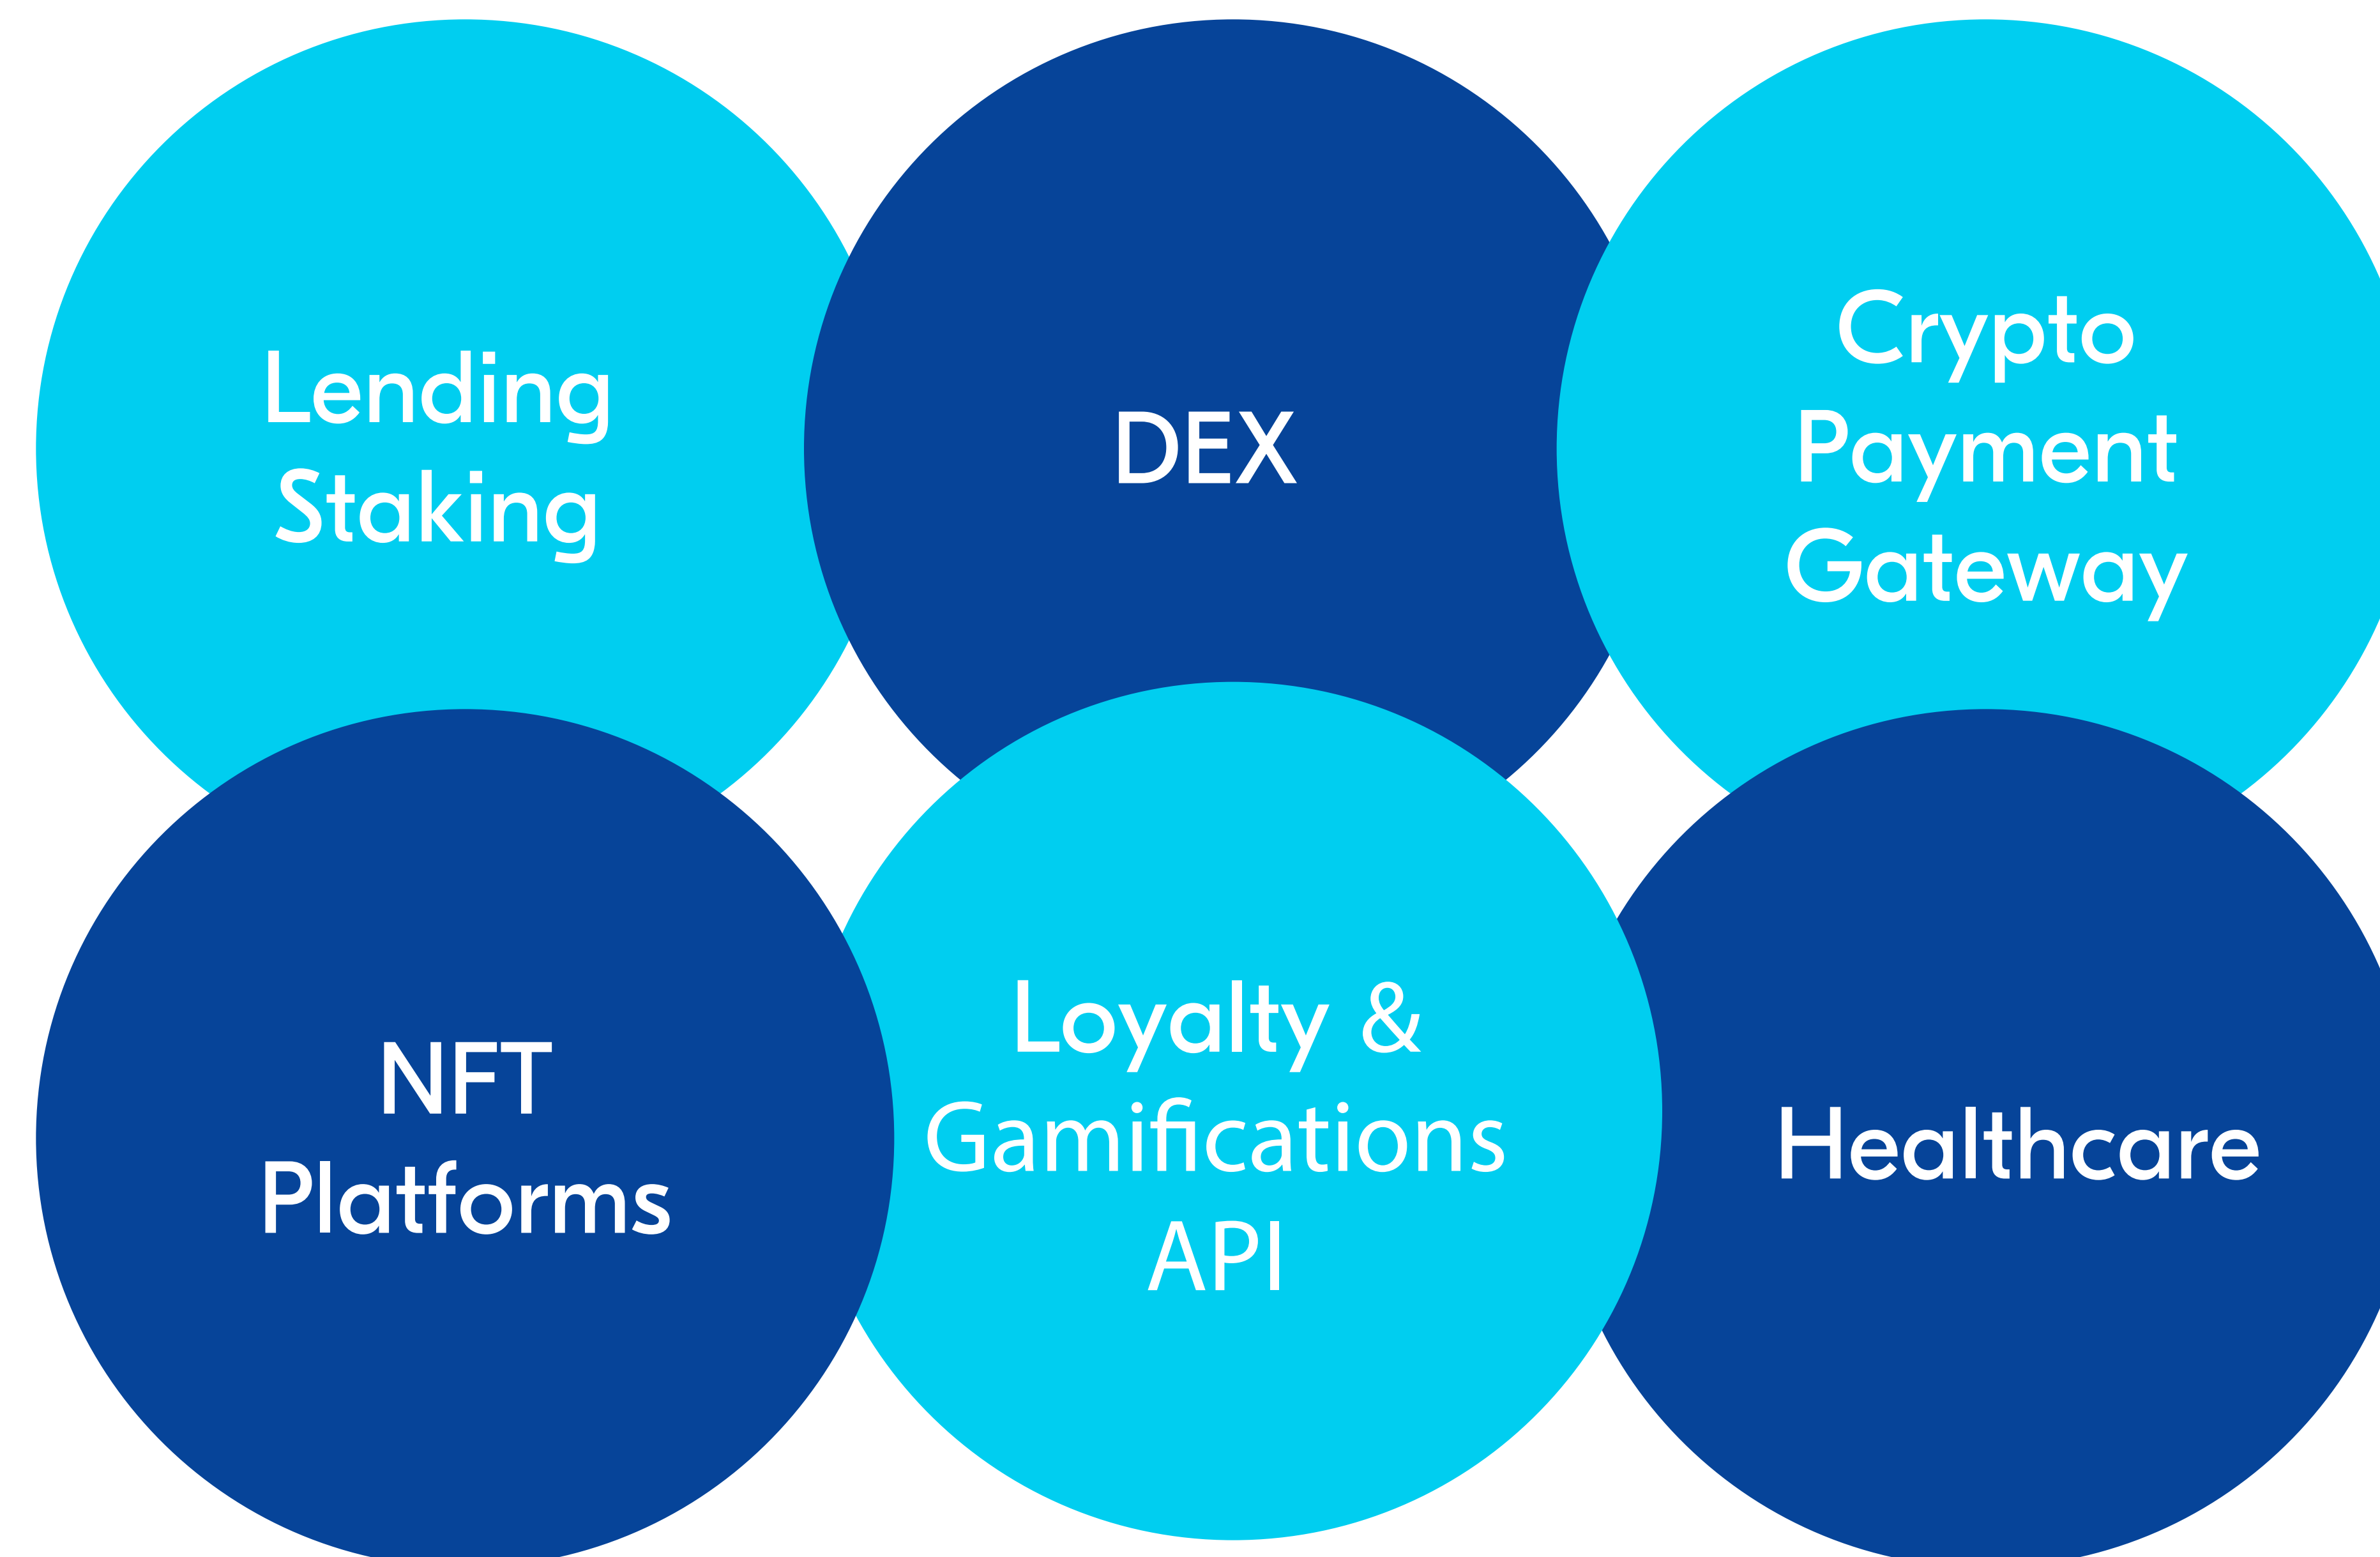 Lending
Staking
DEX
Crypto
Payment
Gateway
NFT
Platforms
Loyalty &
Gamifications
API
Healthcare